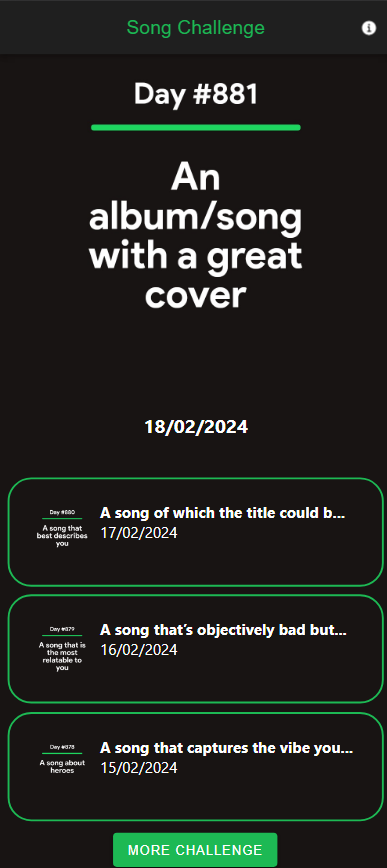 Song Challenge
Day #881
An
album/song
with a great
cover
18/02/2024
Day #880
A song that
best describes
you
A song of which the title could b...
17/02/2024
Day #879
A song that is
the most
relatable to
you
A song that’s objectively bad but...
16/02/2024
Day #878
A song about
heroes
A song that captures the vibe you...
15/02/2024
MORE CHALLENGE